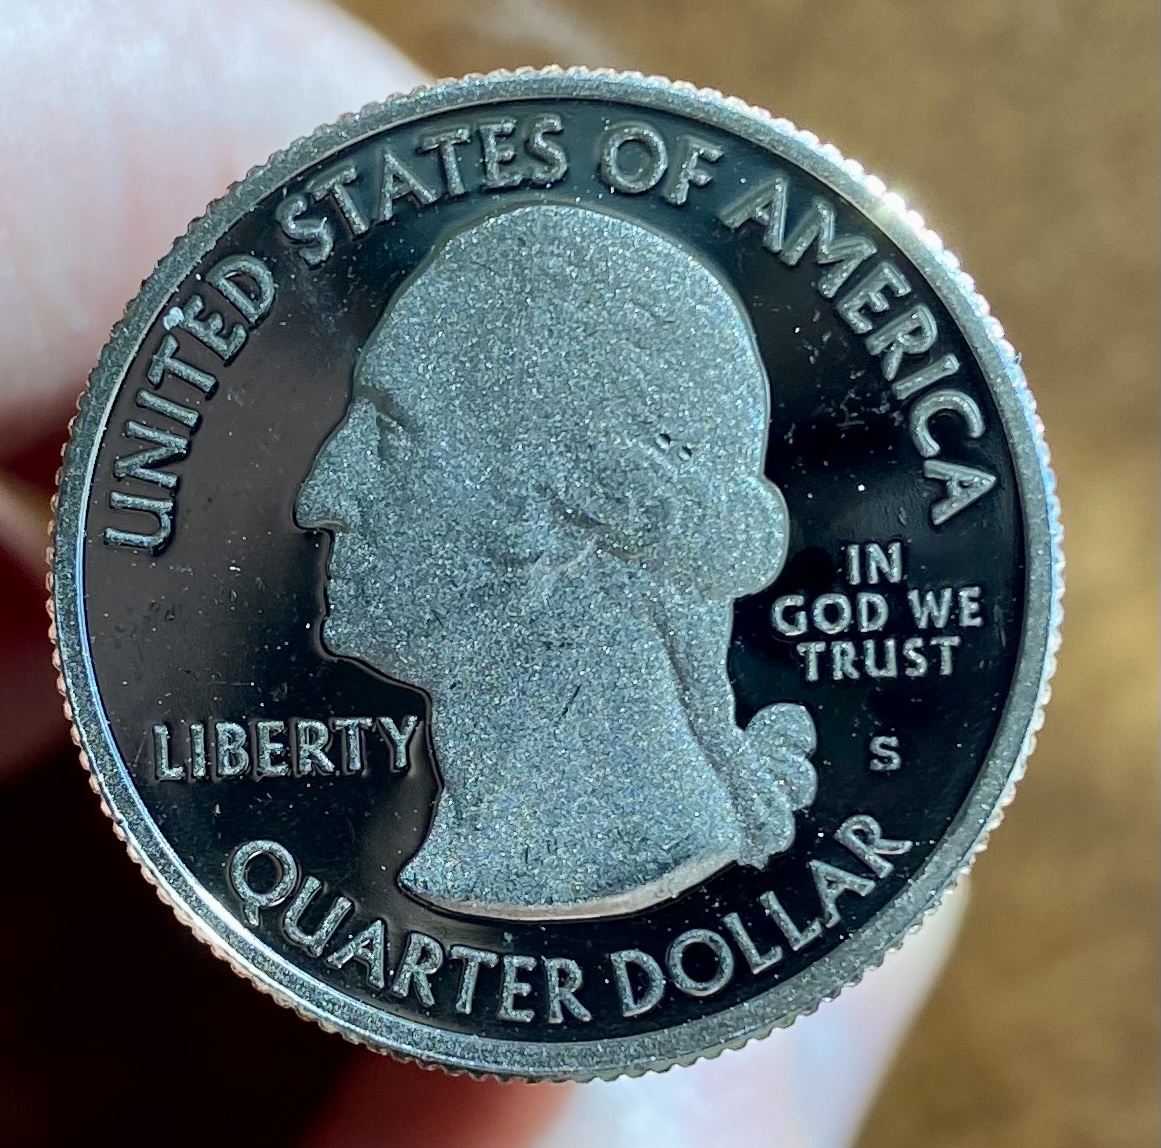 UNITED STATES OF AMERICA
LIBERTY
IN
GOD WE
TRUST
S
QUARTER DOLLAR